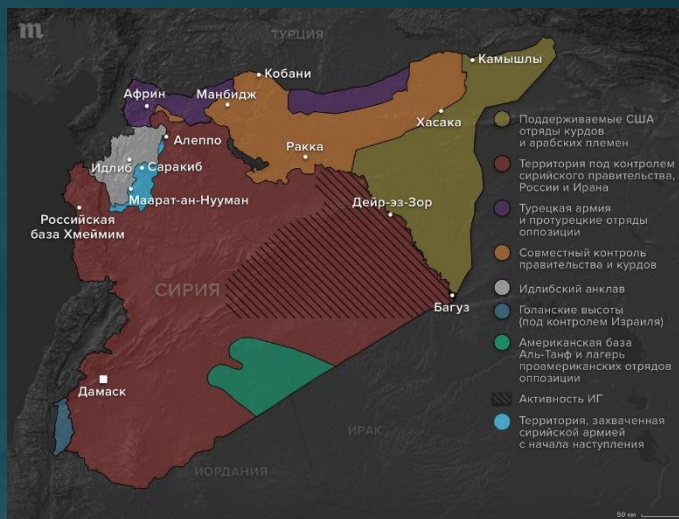 m
ТУРЦИЯ
Кобани
Камышлы
Африн
Манбидж
Алеппо
Хасака
Ракка
Идлиб
Саракиб
Маарат-ан-Нууман
Дейр-эз-Зор
Российская
база Хмеймим
СИРИЯ
Багуз
Дамаск
ИРАК
ИОРДАНИЯ
Поддерживаемые США
отряды курдов
и арабских племен
Территория под контролем
сирийского правительства,
России и Ирана
Турецкая армия
и протурецкие отряды
оппозиции
Совместный контроль
правительства и курдов
Идлибский анклав
Голанские высоты
(под контролем Израиля)
Американская база
Аль-Танф и лагерь
проамериканских отрядов
оппозиции
Активность ИГ
Территория, захваченная
сирийской армией
с начала наступления
50 км